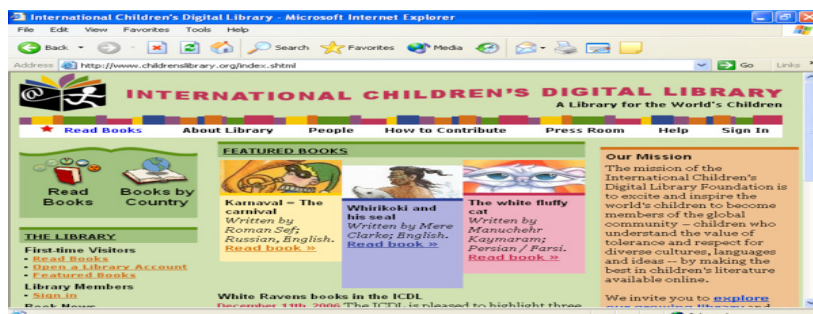 International Children's Digital Library - Microsoft Internet Explorer
File Edit View Favorites Tools Help
Back Search Favorites Media
Address http://www.childrenslibrary.org/index.shtml Go Links
INTERNATIONAL CHILDREN'S DIGITAL LIBRARY
A Library for the World's Children
Read Books About Library People How to Contribute Press Room Help Sign In
Read Books
Books by Country
THE LIBRARY
First-time Visitors
• Read Books
• Open a Library Account
• Featured Books
Library Members
• Sign in
Book News
FEATURED BOOKS
Karnaval – The
carnival
Written by
Roman Sef;
Russian, English.
Read book »
Whirikoki and
his seal
Written by Mere
Clarke; English.
Read book »
The white fluffy
cat
Written by
Manuchehr
Kaymaram;
Persian / Farsi.
Read book »
White Ravens books in the ICDL
December 11th, 2006 The ICDL is pleased to highlight three
Our Mission
The mission of the
International Children's
Digital Library Foundation is
to excite and inspire the
world's children to become
members of the global
community – children who
understand the value of
tolerance and respect for
diverse cultures, languages
and ideas -- by making the
best in children's literature
available online.
We invite you to explore
our growing library and